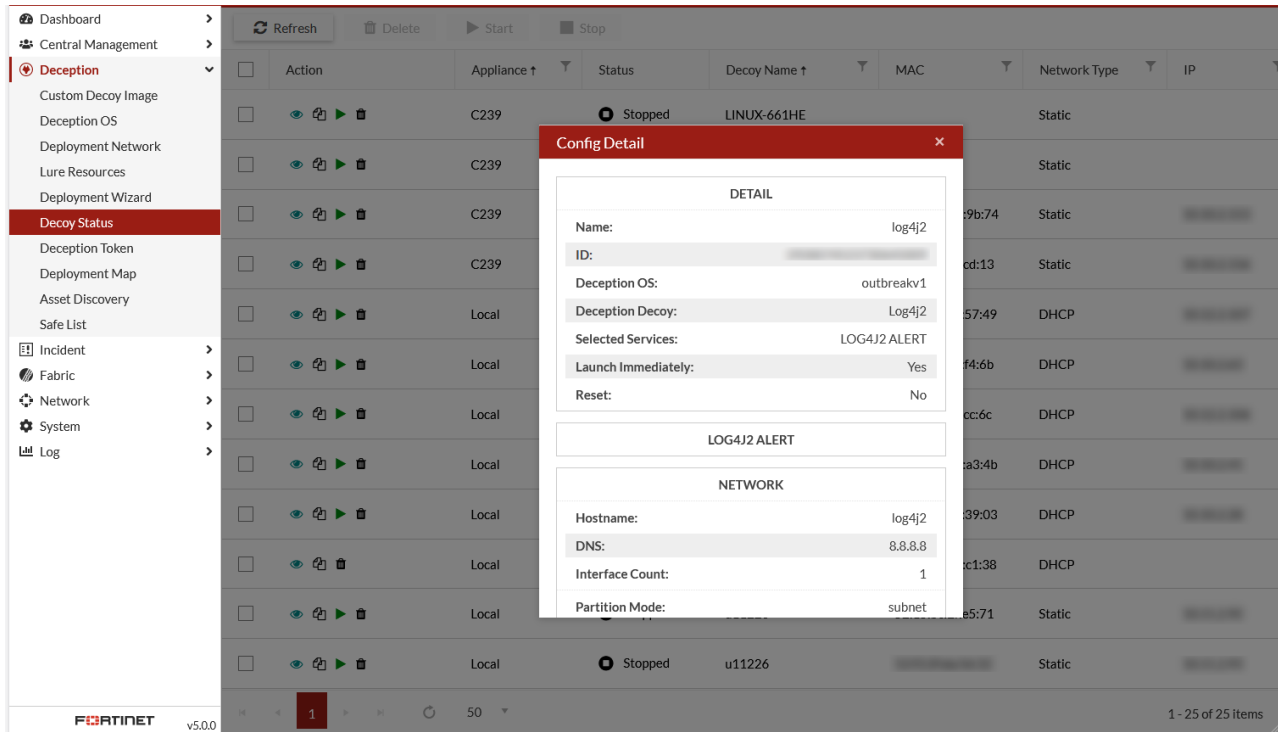 Dashboard
Central Management
Deception
Custom Decoy Image
Deception OS
Deployment Network
Lure Resources
Deployment Wizard
Decoy Status
Deception Token
Deployment Map
Asset Discovery
Safe List
Incident
Fabric
Network
System
Log
FORTINET v5.0.0
Refresh Delete Start Stop
Action Appliance ↑ Status Decoy Name ↑ MAC Network Type IP
C239 Stopped LINUX-661HE Static
C239 Static
C239 :9b:74 Static
C239 cd:13 Static
Local :57:49 DHCP
Local f4:6b DHCP
Local cc:6c DHCP
Local :a3:4b DHCP
Local :39:03 DHCP
Local :c1:38 DHCP
Local e5:71 Static
Local Stopped u11226 Static
1 50 1 - 25 of 25 items
Config Detail ×
DETAIL
Name: log4j2
ID:
Deception OS: outbreakv1
Deception Decoy: Log4j2
Selected Services: LOG4J2 ALERT
Launch Immediately: Yes
Reset: No
LOG4J2 ALERT
NETWORK
Hostname: log4j2
DNS: 8.8.8.8
Interface Count: 1
Partition Mode: subnet